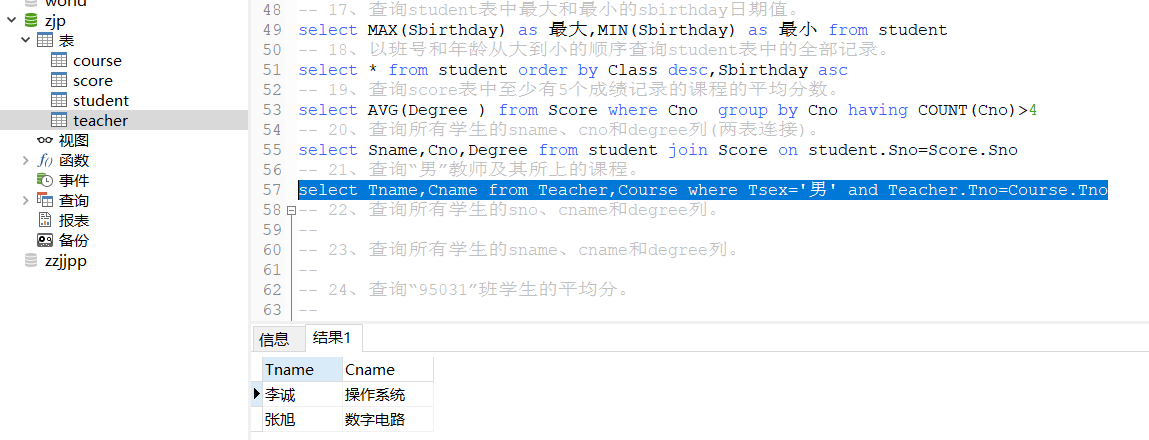 world
zjp
表
course
score
student
teacher
视图
f() 函数
事件
查询
报表
备份
zzjjpp
48 -- 17、查询student表中最大和最小的sbirthday日期值。
49 select MAX(Sbirthday) as 最大,MIN(Sbirthday) as 最小 from student
50 -- 18、以班号和年龄从大到小的顺序查询student表中的全部记录。
51 select * from student order by Class desc,Sbirthday asc
52 -- 19、查询score表中至少有5个成绩记录的课程的平均分数。
53 select AVG(Degree ) from Score where Cno  group by Cno having COUNT(Cno)>4
54 -- 20、查询所有学生的sname、cno和degree列(两表连接)。
55 select Sname,Cno,Degree from student join Score on student.Sno=Score.Sno
56 -- 21、查询“男”教师及其所上的课程。
57 select Tname,Cname from Teacher,Course where Tsex='男' and Teacher.Tno=Course.Tno
58 -- 22、查询所有学生的sno、cname和degree列。
59 --
60 -- 23、查询所有学生的sname、cname和degree列。
61 --
62 -- 24、查询“95031”班学生的平均分。
63 --
信息 结果1
Tname Cname
李诚 操作系统
张旭 数字电路